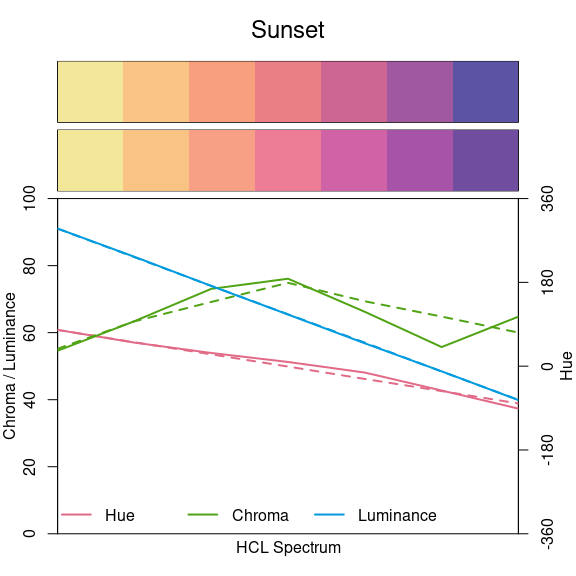 Sunset
Chroma / Luminance
0
20
40
60
80
100
Hue
-360
-180
0
180
360
Hue
Chroma
Luminance
HCL Spectrum